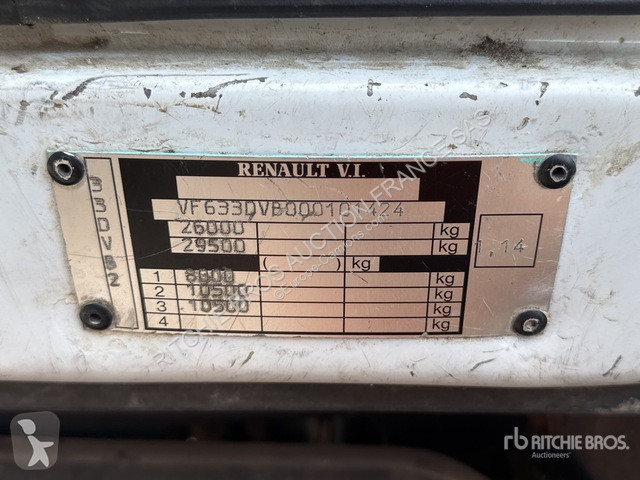 RENAULT V.I.
VF633DVB000101424
26000 kg
29500 kg
( ) kg
1 8000 kg
2 10500 kg
3 10500 kg
4 kg
33DVB2
1,14
RITCHIE BROS AUCTION FRANCE SAS
rb RITCHIE BROS.
Auctioneers